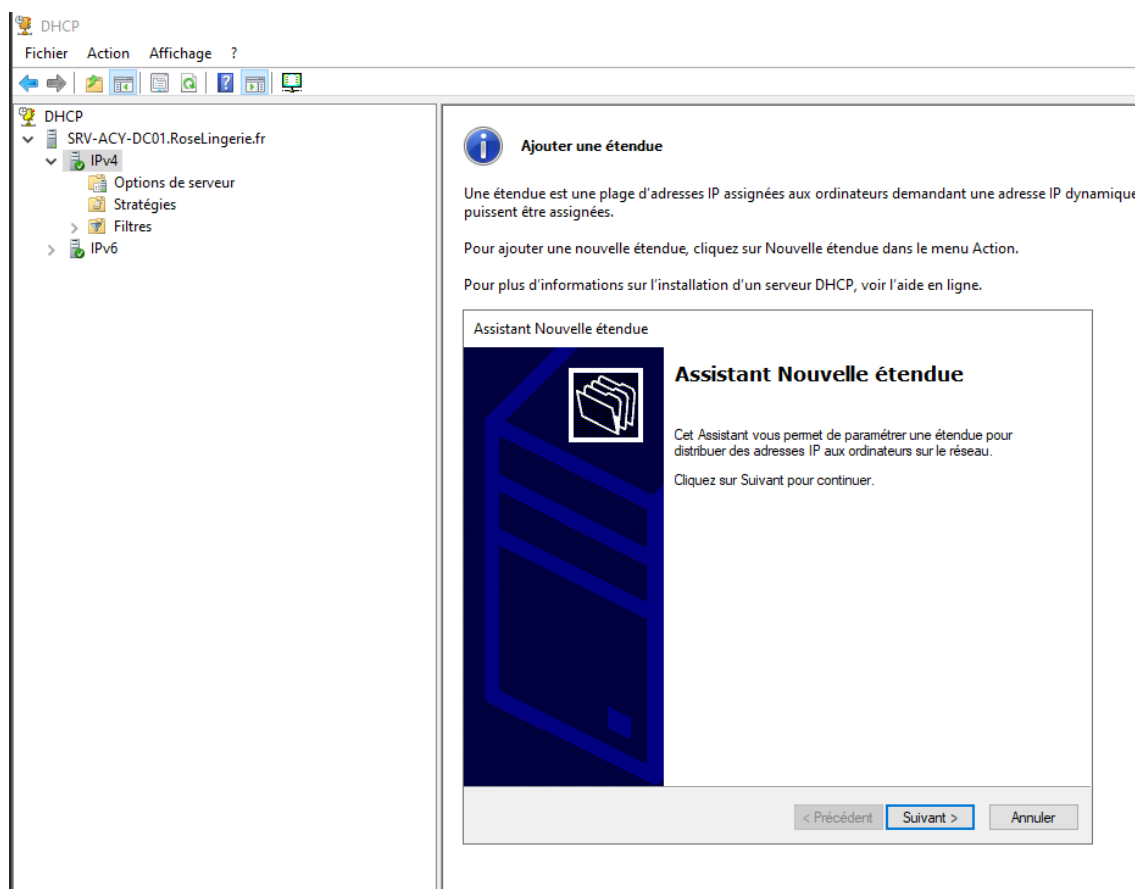 DHCP
Fichier Action Affichage ?
DHCP
SRV-ACY-DC01.RoseLingerie.fr
IPv4
Options de serveur
Stratégies
Filtres
IPv6
Ajouter une étendue
Une étendue est une plage d'adresses IP assignées aux ordinateurs demandant une adresse IP dynamique
puissent être assignées.
Pour ajouter une nouvelle étendue, cliquez sur Nouvelle étendue dans le menu Action.
Pour plus d'informations sur l'installation d'un serveur DHCP, voir l'aide en ligne.
Assistant Nouvelle étendue
Assistant Nouvelle étendue
Cet Assistant vous permet de paramétrer une étendue pour
distribuer des adresses IP aux ordinateurs sur le réseau.
Cliquez sur Suivant pour continuer.
< Précédent Suivant > Annuler